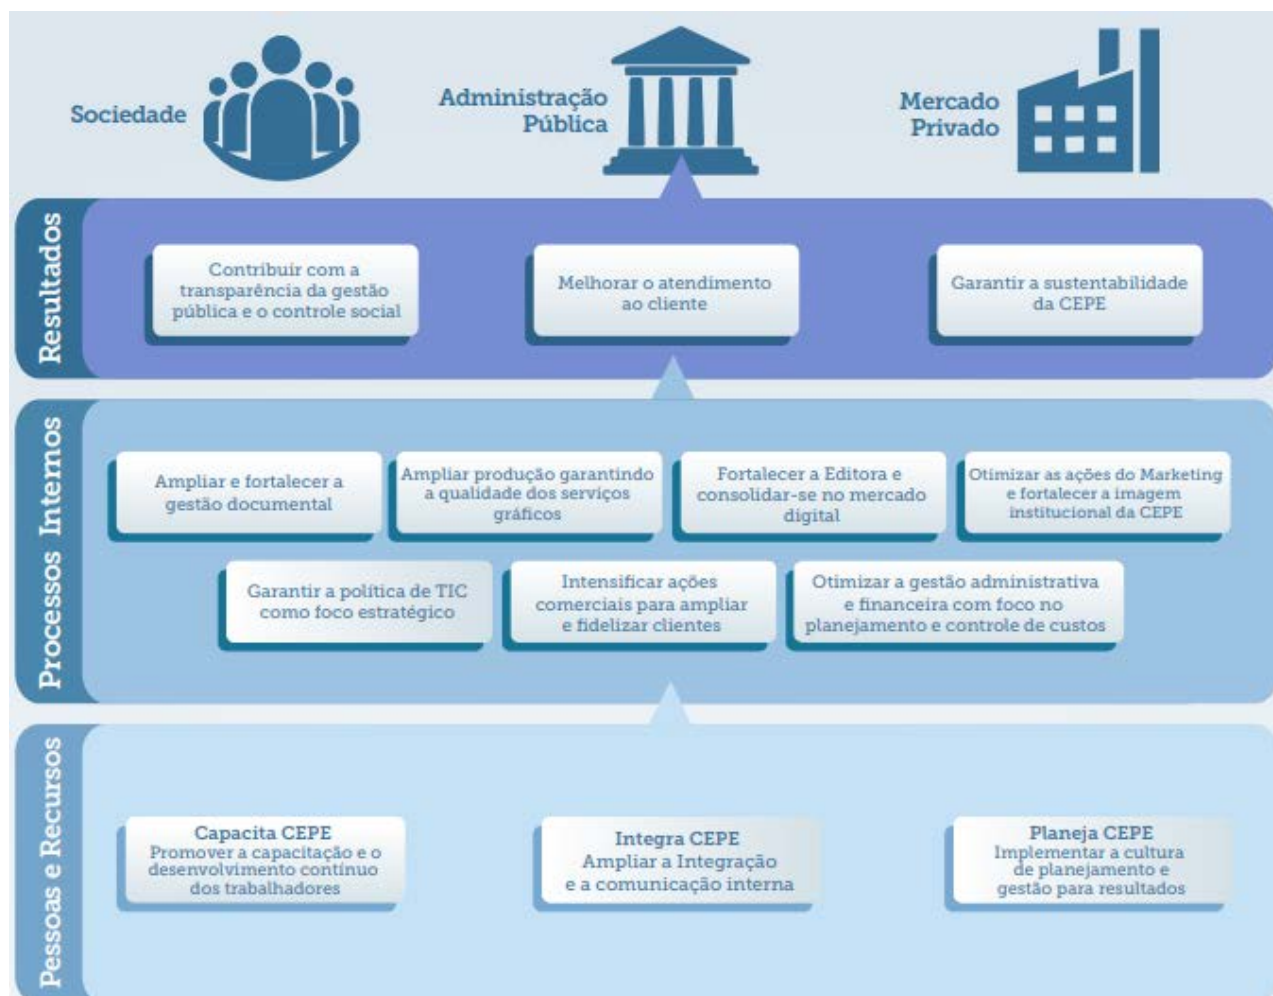 Sociedade
Administração
Pública
Mercado
Privado
Resultados
Contribuir com a
transparência da gestão
pública e o controle social
Melhorar o atendimento
ao cliente
Garantir a sustentabilidade
da CEPE
Processos Internos
Ampliar e fortalecer a
gestão documental
Ampliar produção garantindo
a qualidade dos serviços
gráficos
Fortalecer a Editora e
consolidar-se no mercado
digital
Otimizar as ações do Marketing
e fortalecer a imagem
institucional da CEPE
Garantir a política de TIC
como foco estratégico
Intensificar ações
comerciais para ampliar
e fidelizar clientes
Otimizar a gestão administrativa
e financeira com foco no
planejamento e controle de custos
Pessoas e Recursos
Capacita CEPE
Promover a capacitação e o
desenvolvimento contínuo
dos trabalhadores
Integra CEPE
Ampliar a Integração
e a comunicação interna
Planeja CEPE
Implementar a cultura
de planejamento e
gestão para resultados